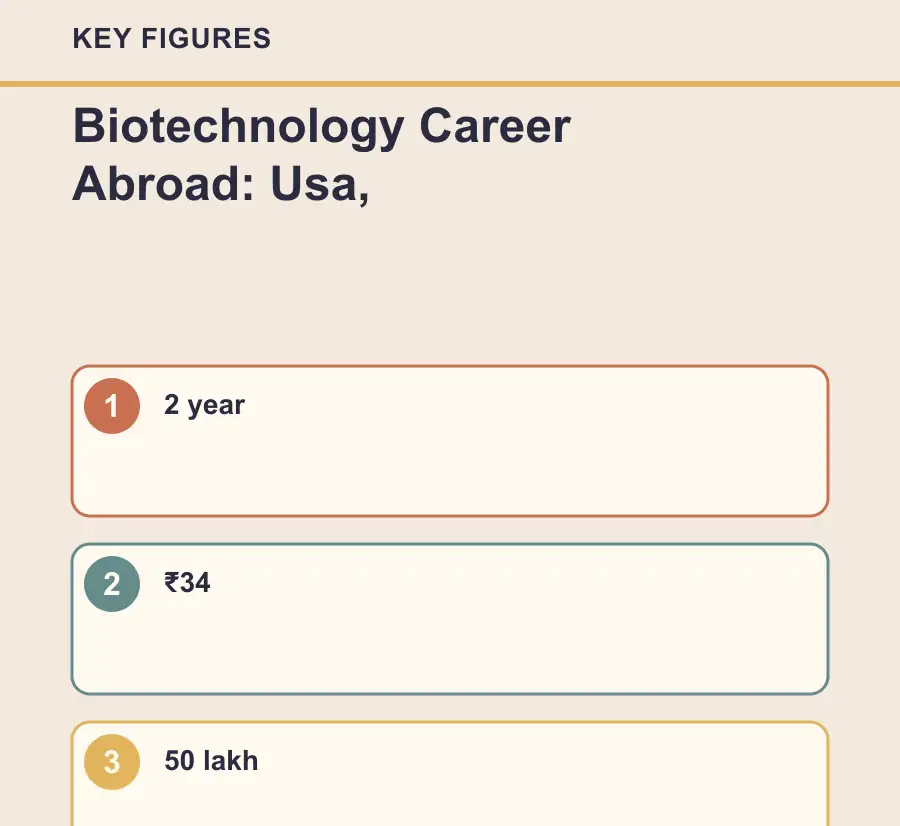 KEY FIGURES
Biotechnology Career
Abroad: Usa,
1
2 year
2
₹34
3
50 lakh